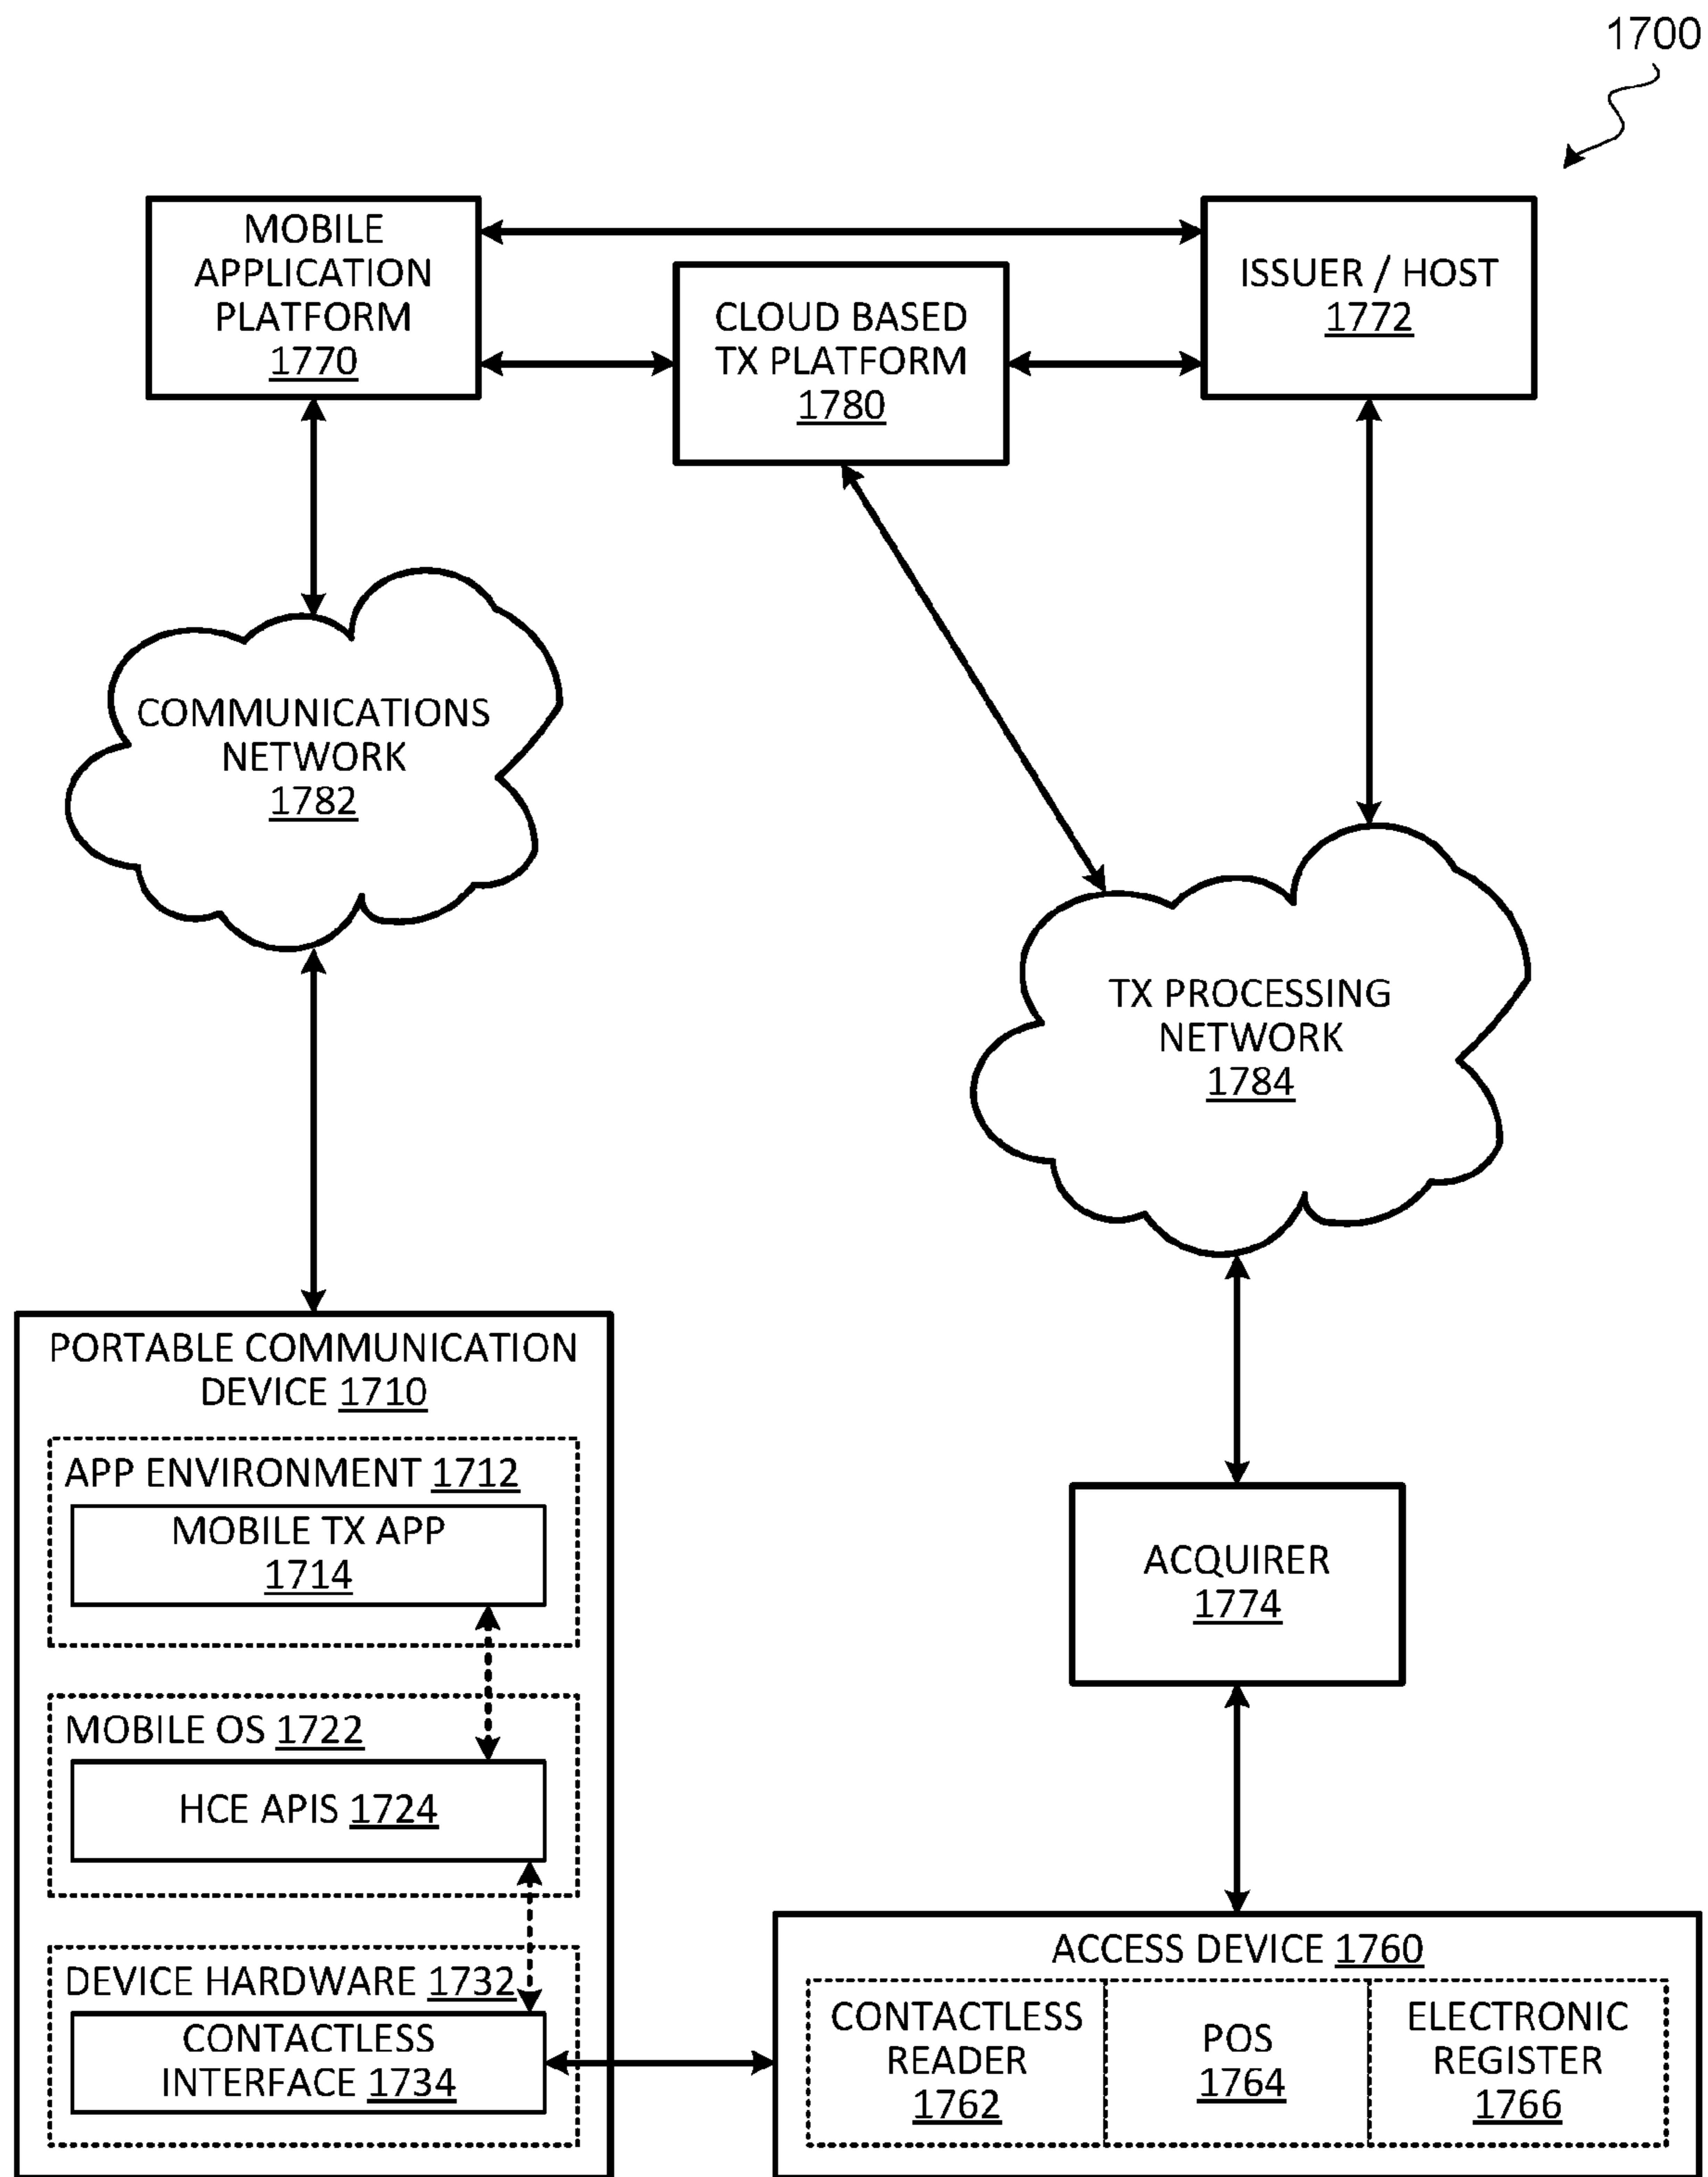 1700
MOBILE
APPLICATION
PLATFORM
1770
CLOUD BASED
TX PLATFORM
1780
ISSUER / HOST
1772
COMMUNICATIONS
NETWORK
1782
TX PROCESSING
NETWORK
1784
PORTABLE COMMUNICATION
DEVICE 1710
APP ENVIRONMENT 1712
MOBILE TX APP
1714
MOBILE OS 1722
HCE APIS 1724
DEVICE HARDWARE 1732
CONTACTLESS
INTERFACE 1734
ACQUIRER
1774
ACCESS DEVICE 1760
CONTACTLESS
READER
1762
POS
1764
ELECTRONIC
REGISTER
1766